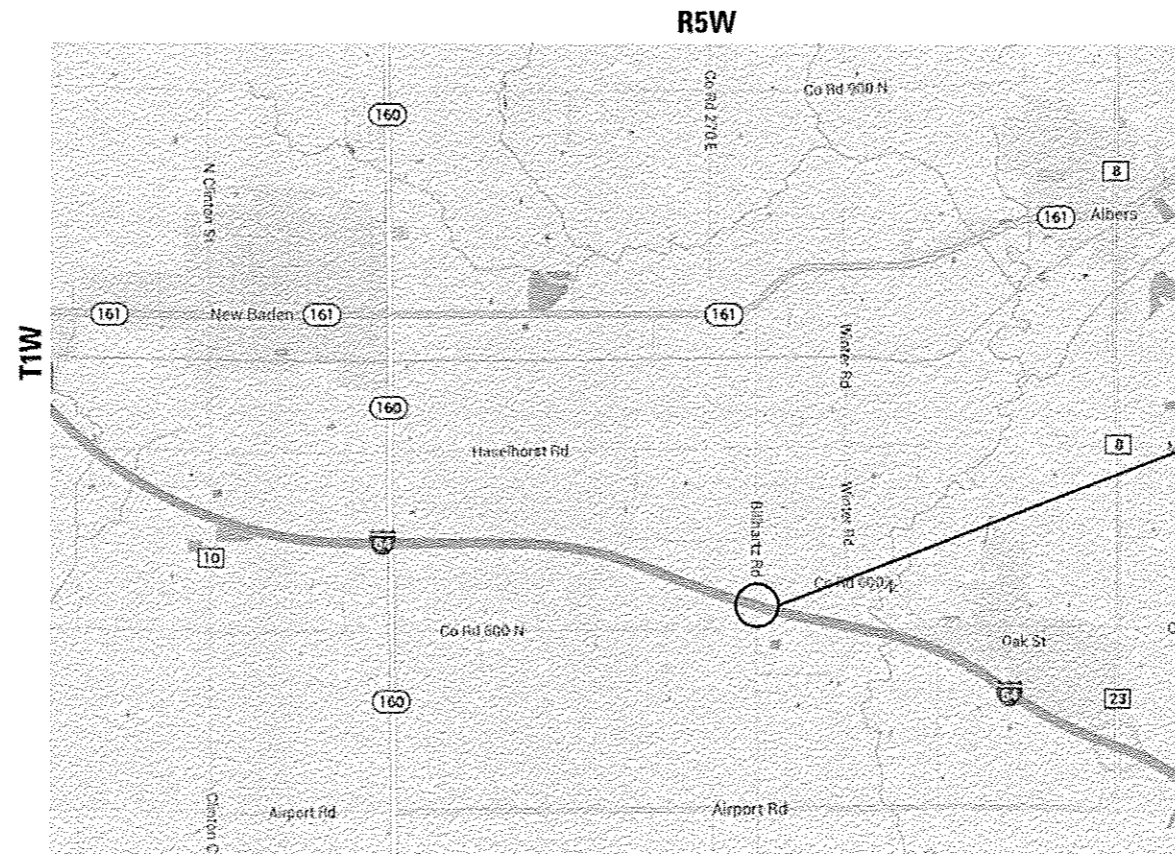 R5W
Co Rd 900 N
160
Co Rd 270 E
8
N Clinton St
161
Albers
161
New Baden
161
161
T1W
Winter Rd
160
8
Haselhorst Rd
Winter Rd
Billhartz Rd
64
10
Co Rd 600 N
Co Rd 600 N
Oak St
64
160
23
Airport Rd
Airport Rd
Clinton C